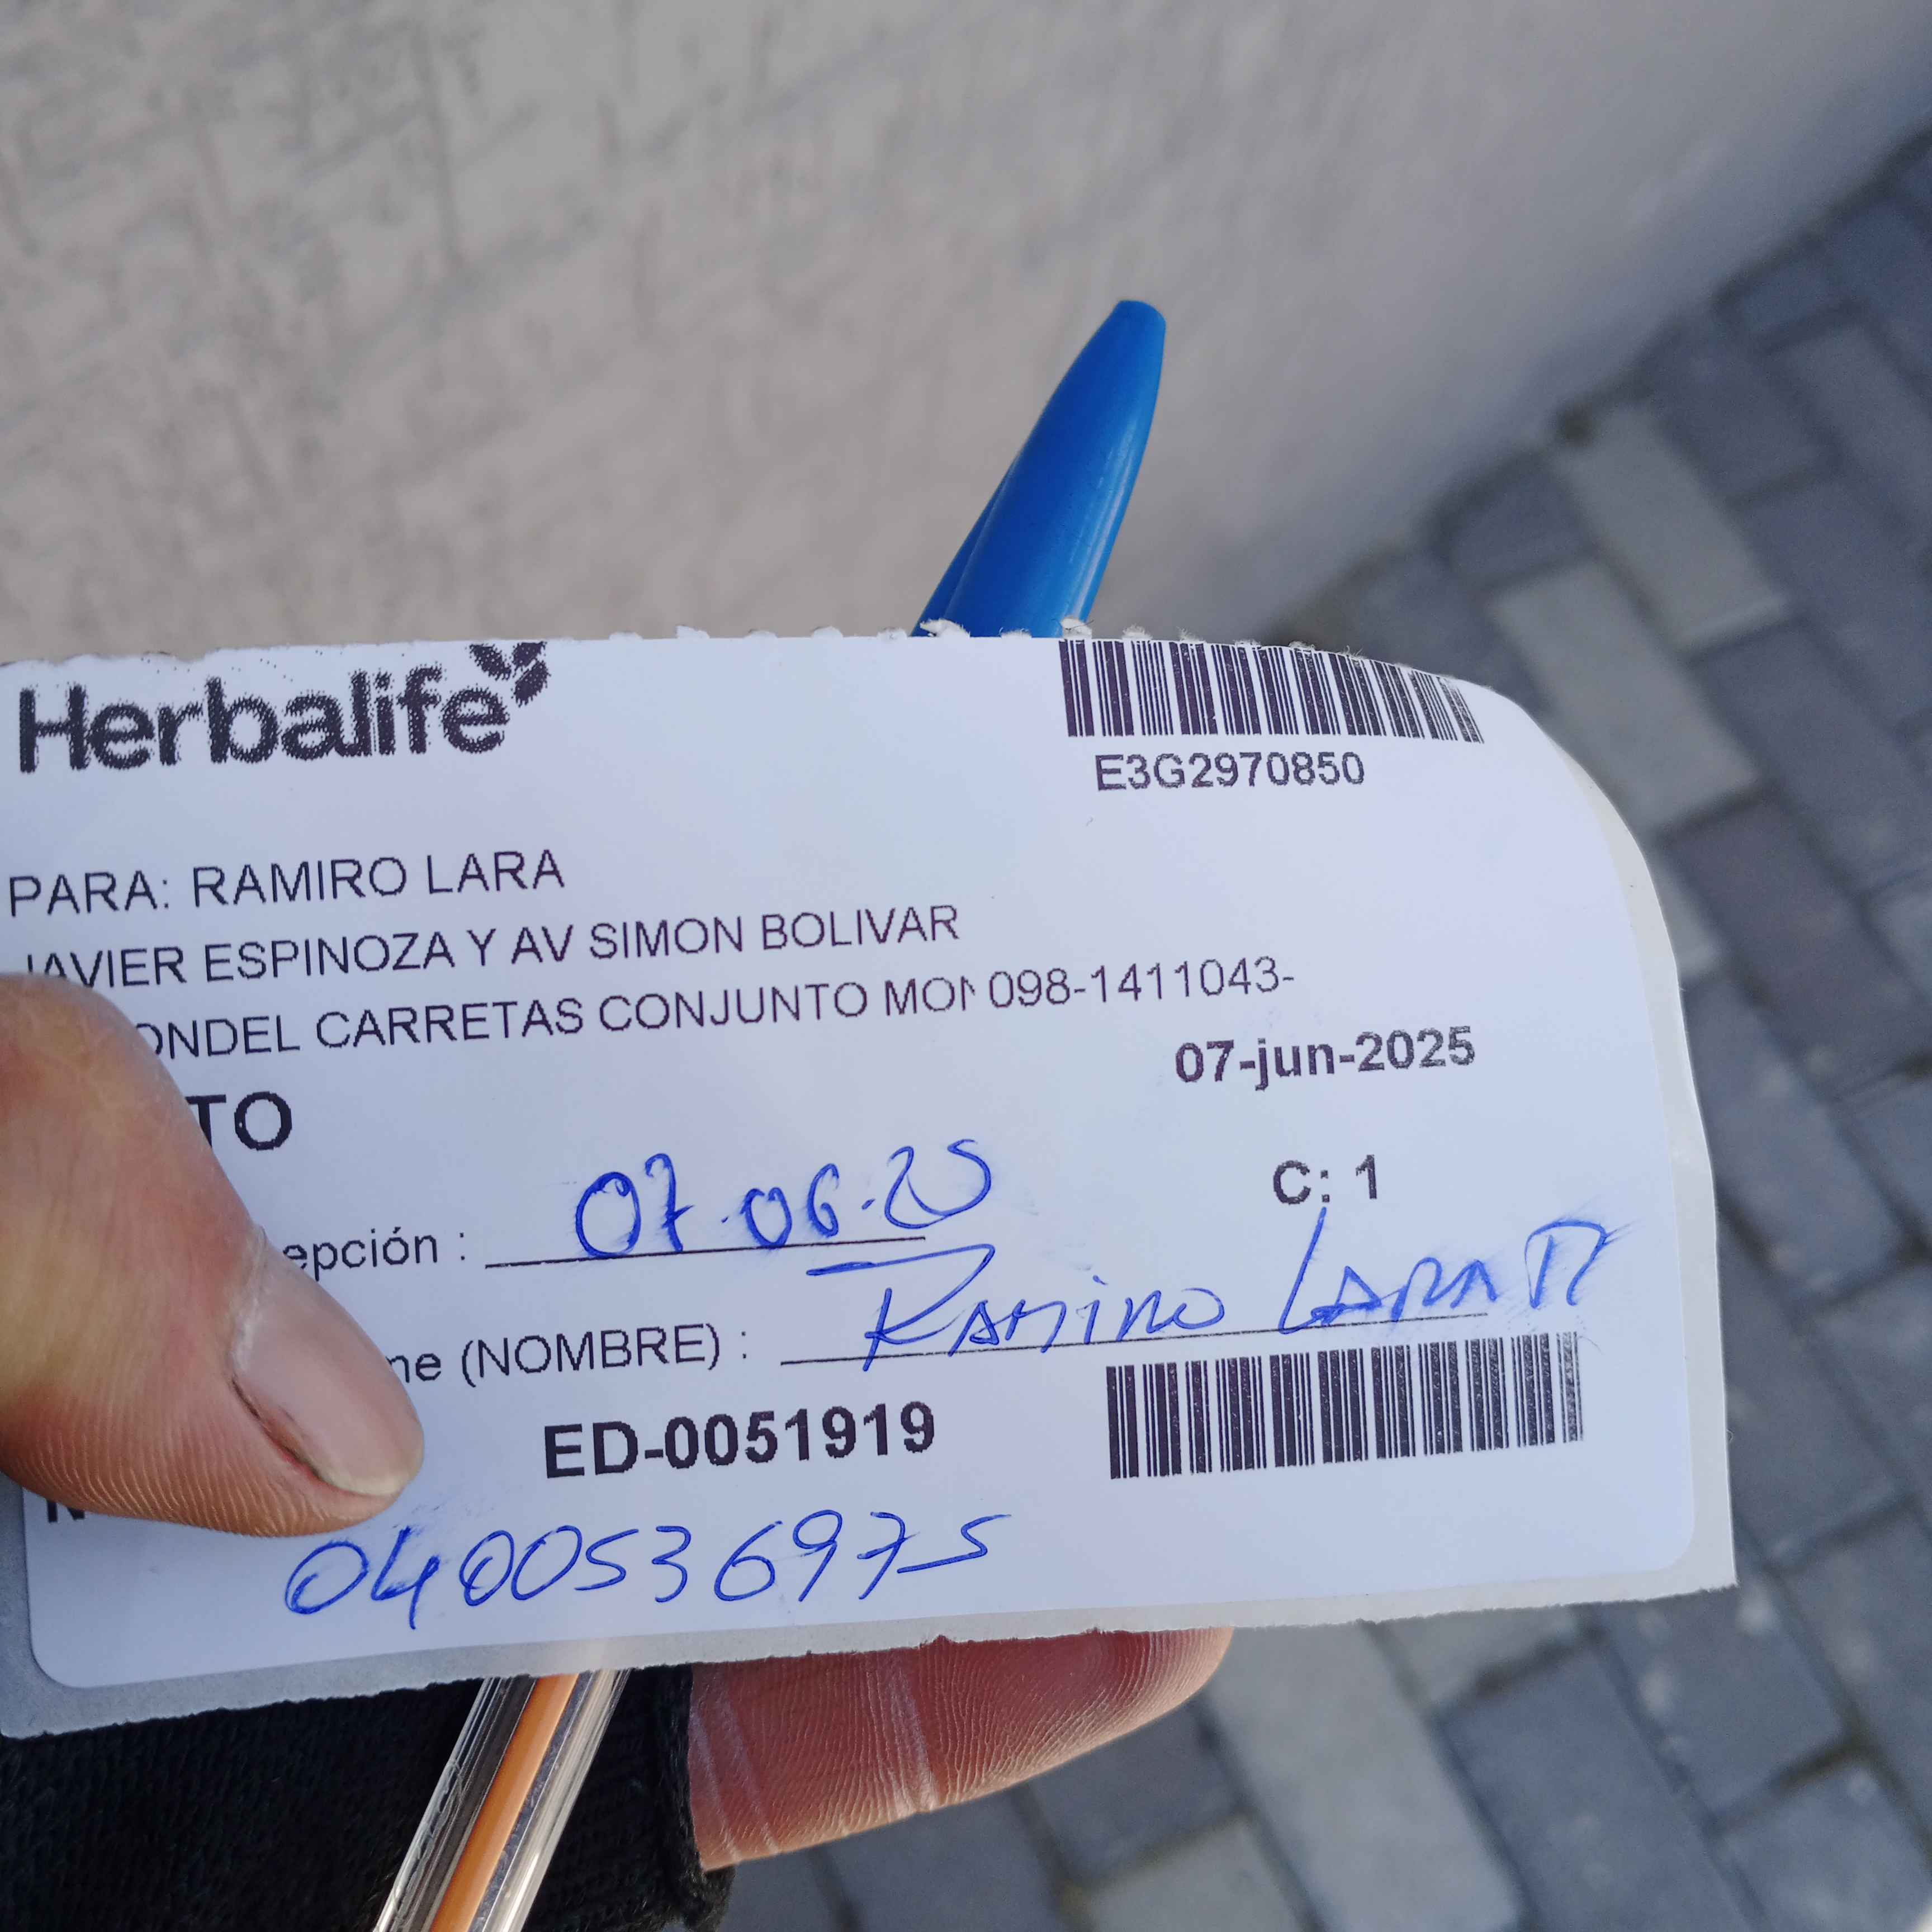 Herbalife
E3G2970850
PARA: RAMIRO LARA
JAVIER ESPINOZA Y AV SIMON BOLIVAR
ONDEL CARRETAS CONJUNTO MON 098-1411043-
07-jun-2025
TO
C: 1
epción : 07.06.25
ne (NOMBRE) : RAMIRO LARA
ED-0051919
0400536975